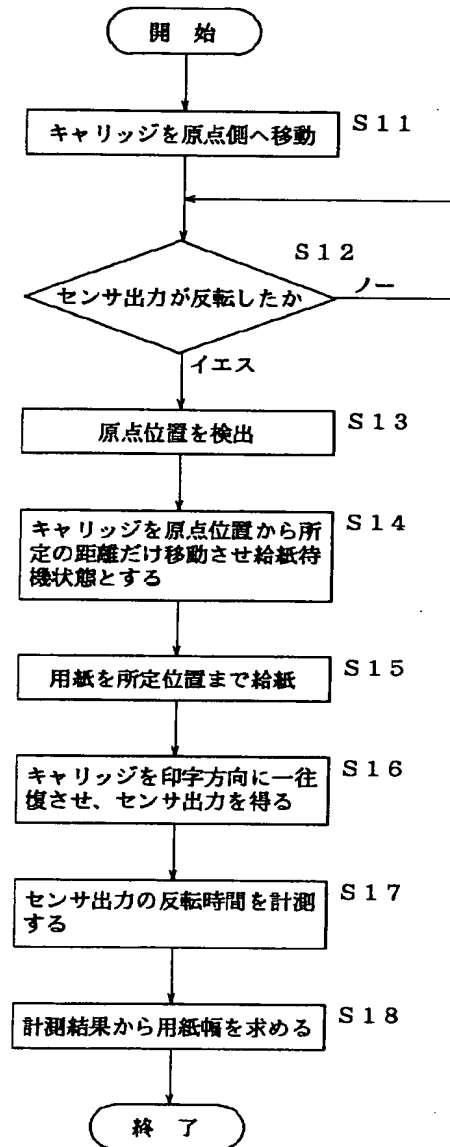 開 始
キャリッジを原点側へ移動
S11
S12
センサ出力が反転したか
ノー
イエス
原点位置を検出
S13
キャリッジを原点位置から所
定の距離だけ移動させ給紙待
機状態とする
S14
用紙を所定位置まで給紙
S15
キャリッジを印字方向に一往
復させ、センサ出力を得る
S16
センサ出力の反転時間を計測
する
S17
計測結果から用紙幅を求める
S18
終 了